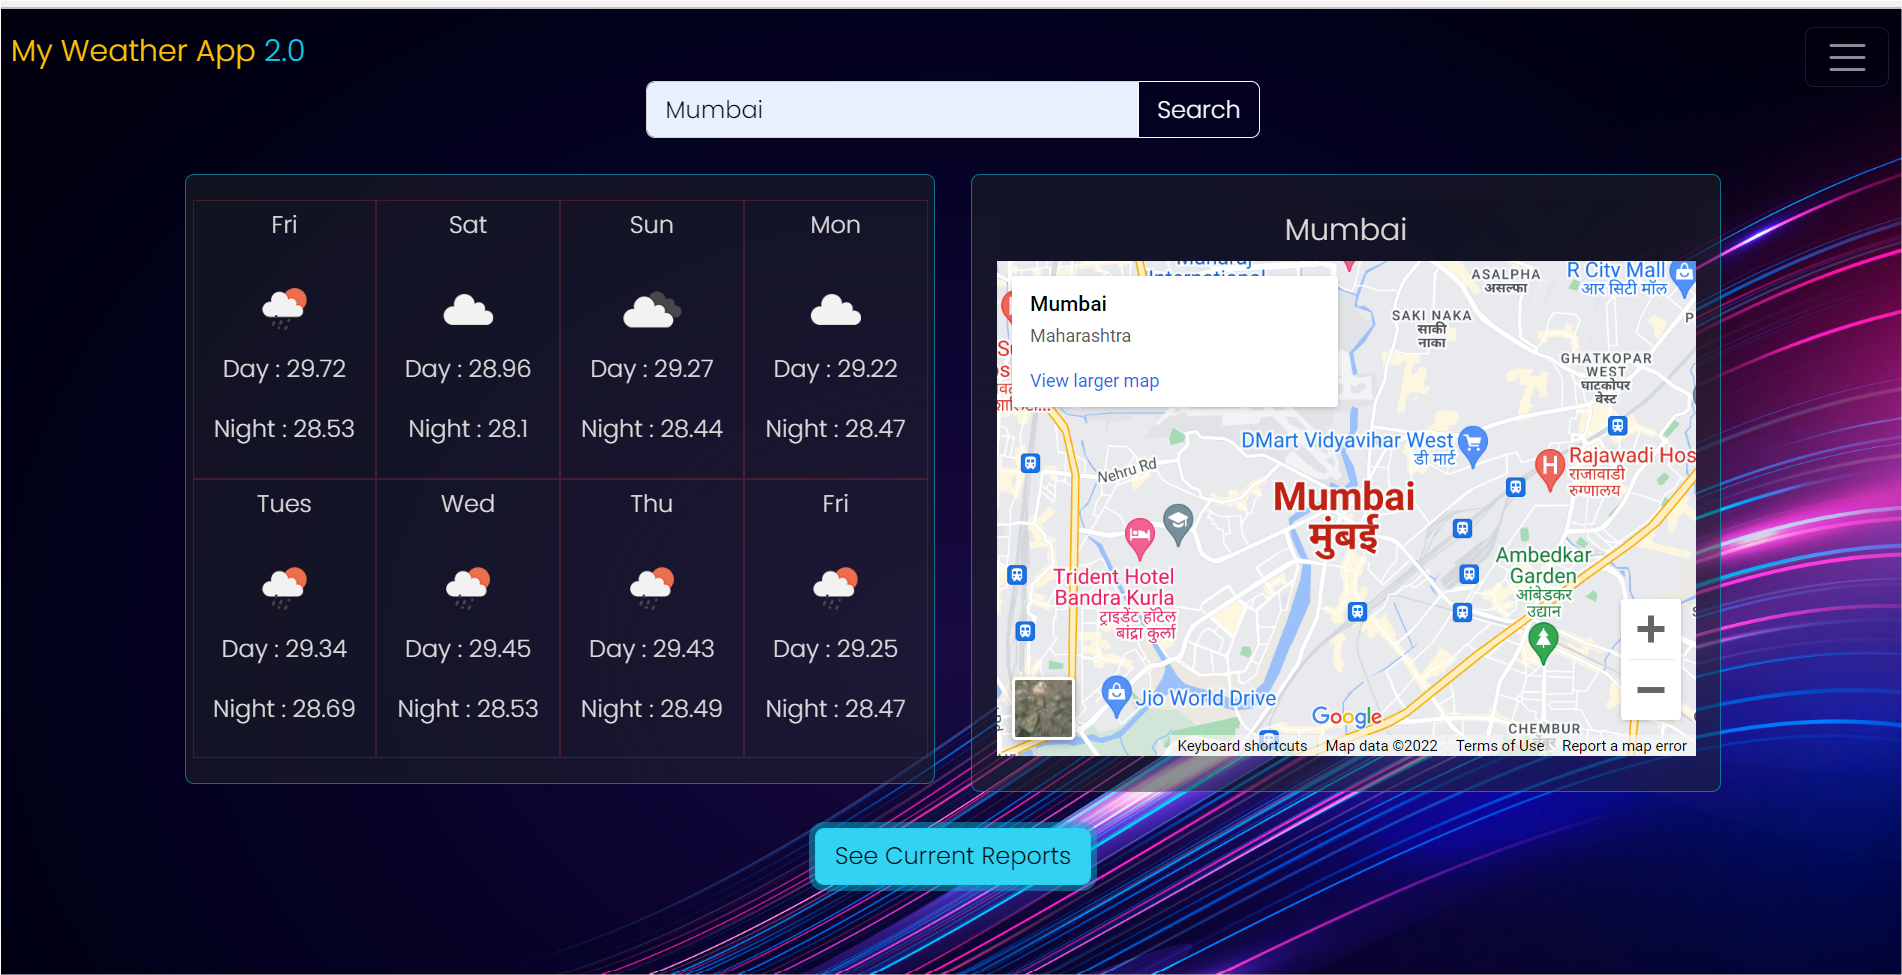 My Weather App 2.0
Mumbai
Search
Fri
Sat
Sun
Mon
Day : 29.72
Day : 28.96
Day : 29.27
Day : 29.22
Night : 28.53
Night : 28.1
Night : 28.44
Night : 28.47
Tues
Wed
Thu
Fri
Day : 29.34
Day : 29.45
Day : 29.43
Day : 29.25
Night : 28.69
Night : 28.53
Night : 28.49
Night : 28.47
Mumbai
Mumbai
Maharashtra
View larger map
International
ASALPHA
असल्फा
R City Mall
आर सिटी मॉल
SAKI NAKA
साकी
नाका
GHATKOPAR
WEST
घाटकोपर
वेस्ट
DMart Vidyavihar West
डी मार्ट
Rajawadi Hos
राजावाडी
रुग्णालय
Nehru Rd
Mumbai
मुंबई
Trident Hotel
Bandra Kurla
ट्राइडेंट हॉटेल
बांद्रा कुर्ला
Ambedkar
Garden
आंबेडकर
उद्यान
Jio World Drive
Google
CHEMBUR
Keyboard shortcuts
Map data ©2022
Terms of Use
Report a map error
See Current Reports